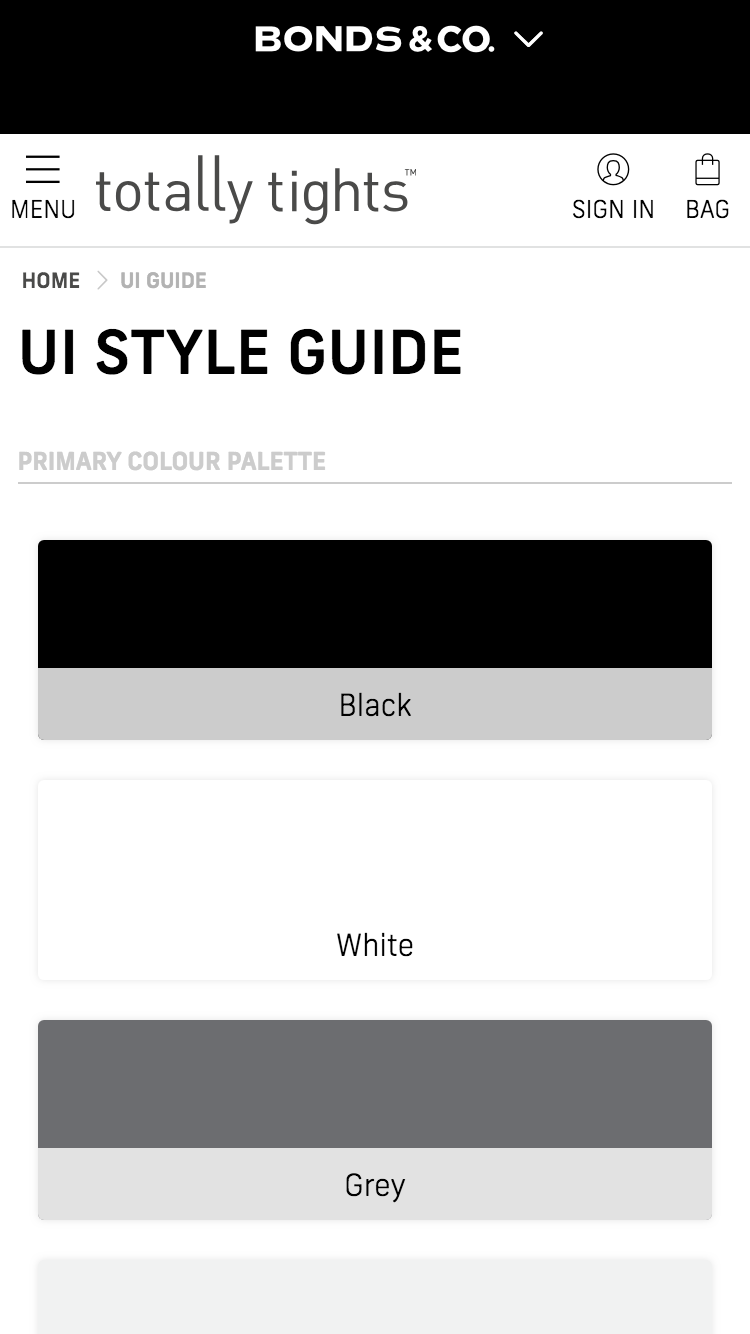 BONDS & CO.
MENU
totally tights™
SIGN IN
BAG
HOME
UI GUIDE
UI STYLE GUIDE
PRIMARY COLOUR PALETTE
Black
White
Grey